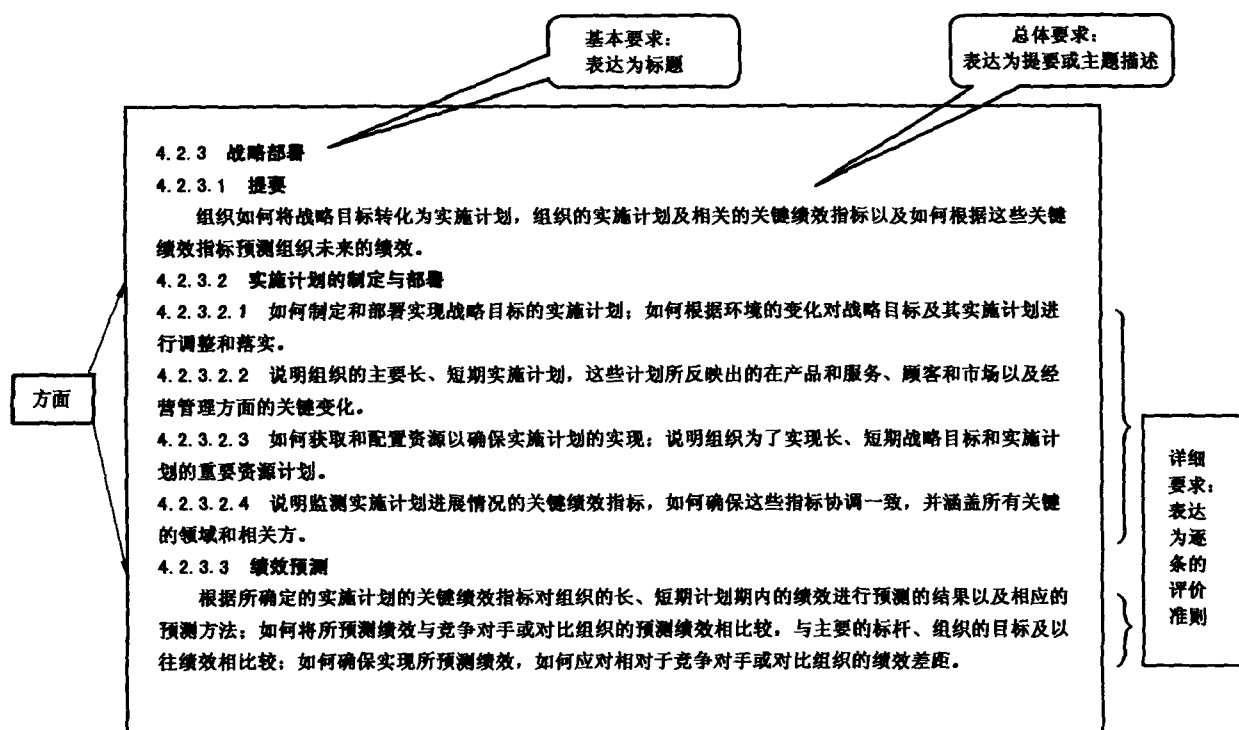 基本要求：
表达为标题
总体要求：
表达为提要或主题描述
4.2.3 战略部署
4.2.3.1 提要
组织如何将战略目标转化为实施计划，组织的实施计划及相关的关键绩效指标以及如何根据这些关键
绩效指标预测组织未来的绩效。
4.2.3.2 实施计划的制定与部署
4.2.3.2.1 如何制定和部署实现战略目标的实施计划；如何根据环境的变化对战略目标及其实施计划进
行调整和落实。
4.2.3.2.2 说明组织的主要长、短期实施计划，这些计划所反映出的在产品和服务、顾客和市场以及经
营管理方面的关键变化。
4.2.3.2.3 如何获取和配置资源以确保实施计划的实现；说明组织为了实现长、短期战略目标和实施计
划的重要资源计划。
4.2.3.2.4 说明监测实施计划进展情况的关键绩效指标，如何确保这些指标协调一致，并涵盖所有关键
的领域和相关方。
4.2.3.3 绩效预测
根据所确定的实施计划的关键绩效指标对组织的长、短期计划期内的绩效进行预测的结果以及相应的
预测方法；如何将所预测绩效与竞争对手或对比组织的预测绩效相比较，与主要的标杆、组织的目标及以
往绩效相比较；如何确保实现所预测绩效，如何应对相对于竞争对手或对比组织的绩效差距。
方面
详细
要求：
表达
为逐
条的
评价
准则